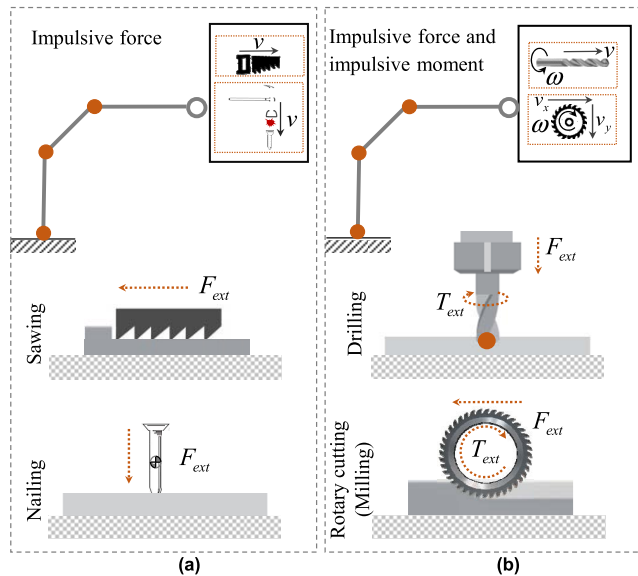 Impulsive force
v
v
Sawing
F_ext
Nailing
F_ext
(a)
Impulsive force and
impulsive moment
v
ω
v_x
ω
v_y
Drilling
F_ext
T_ext
Rotary cutting
(Milling)
F_ext
T_ext
(b)